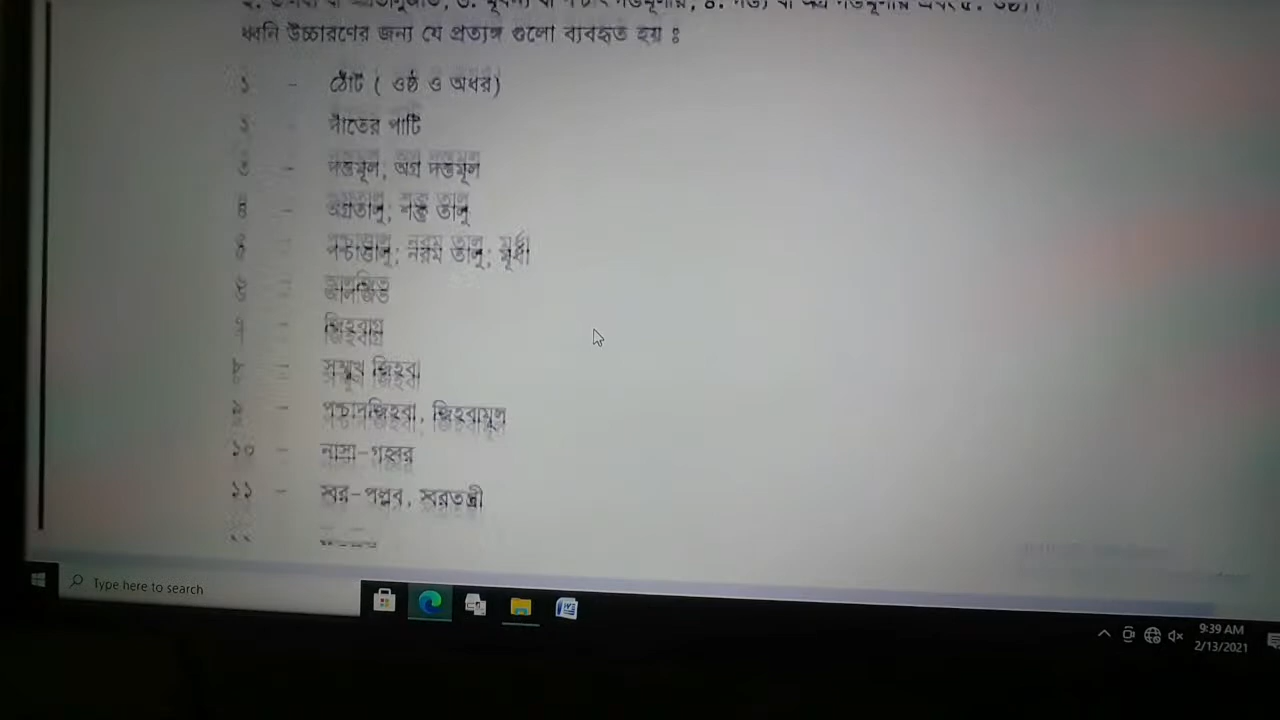 ধ্বনি উচ্চারণের জন্য যে প্রত্যঙ্গ গুলো ব্যবহৃত হয় ঃ
১ - ঠোঁট ( ওষ্ঠ ও অধর)
২ - দাঁতের পাটি
৩ - দন্তমূল, অগ্র দন্তমূল
৪ - অগ্রতালু, শক্ত তালু
৫ - পশ্চাত্তালু, নরম তালু, মূর্ধা
৬ - আলজিভ
৭ - জিহবাগ্র
৮ - সম্মুখ জিহবা
৯ - পশ্চাদজিহবা, জিহবামূল
১০ - নাসা-গহ্বর
১১ - স্বর-পল্লব, স্বরতন্ত্রী
Type here to search
9:39 AM
2/13/2021